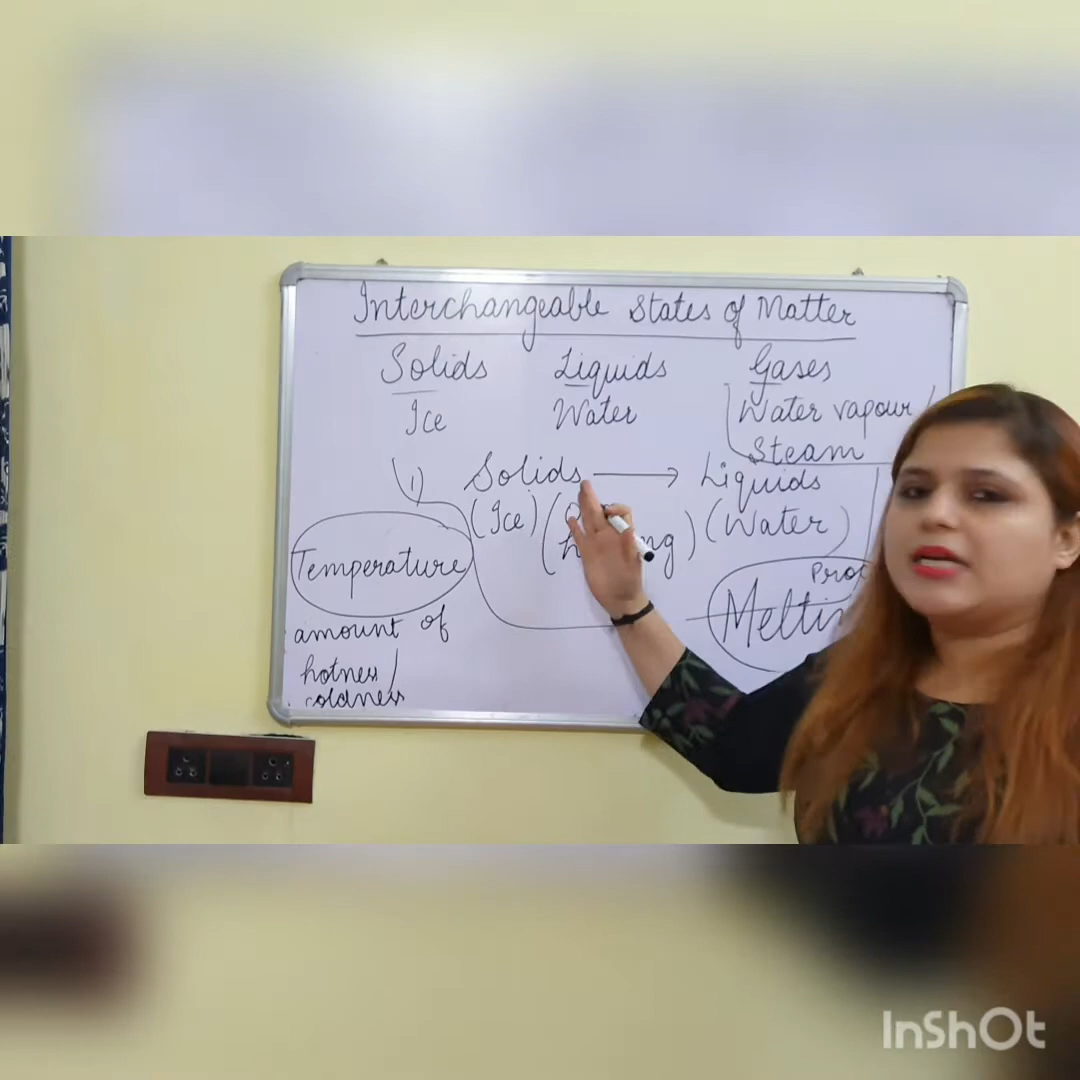 Interchangeable States of Matter
Solids Liquids Gases
Ice Water Water vapour /
Steam
1) Solids → Liquids
(Ice) ( ) (Water)
Temperature
amount of
hotness/
coldness
InShOt